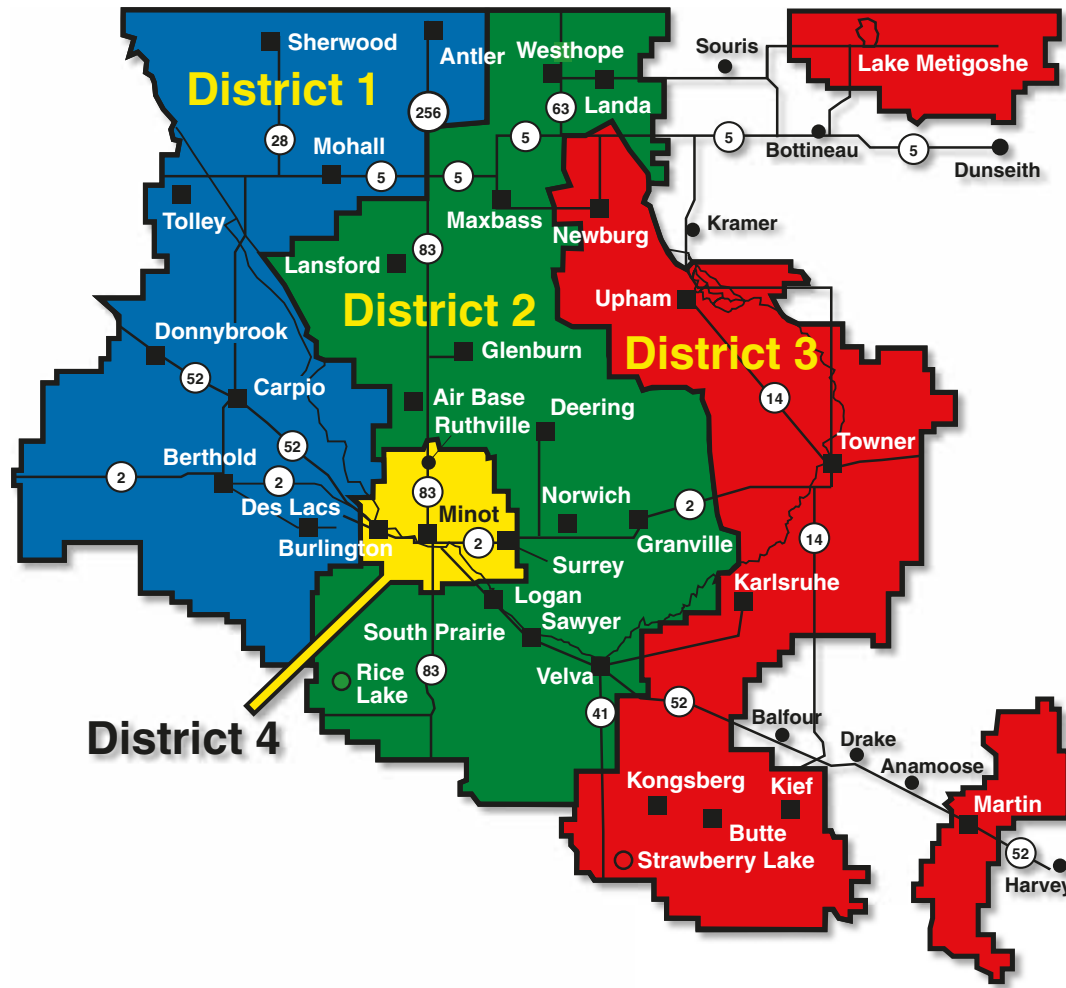 Sherwood
Antler
Westhope
Souris
Lake Metigoshe
District 1
Landa
256
63
28
5
5
5
5
5
Bottineau
Dunseith
Mohall
Tolley
Maxbass
Newburg
Kramer
83
Lansford
Upham
District 2
District 3
Donnybrook
Glenburn
52
Carpio
14
Air Base
Ruthville
Deering
52
Towner
Berthold
2
2
83
Norwich
2
Des Lacs
Minot
Burlington
2
Granville
14
Surrey
Karlsruhe
Logan
South Prairie
Sawyer
Rice
Lake
83
Velva
41
52
District 4
Balfour
Drake
Anamoose
Kongsberg
Kief
Martin
Butte
Strawberry Lake
52
Harvey